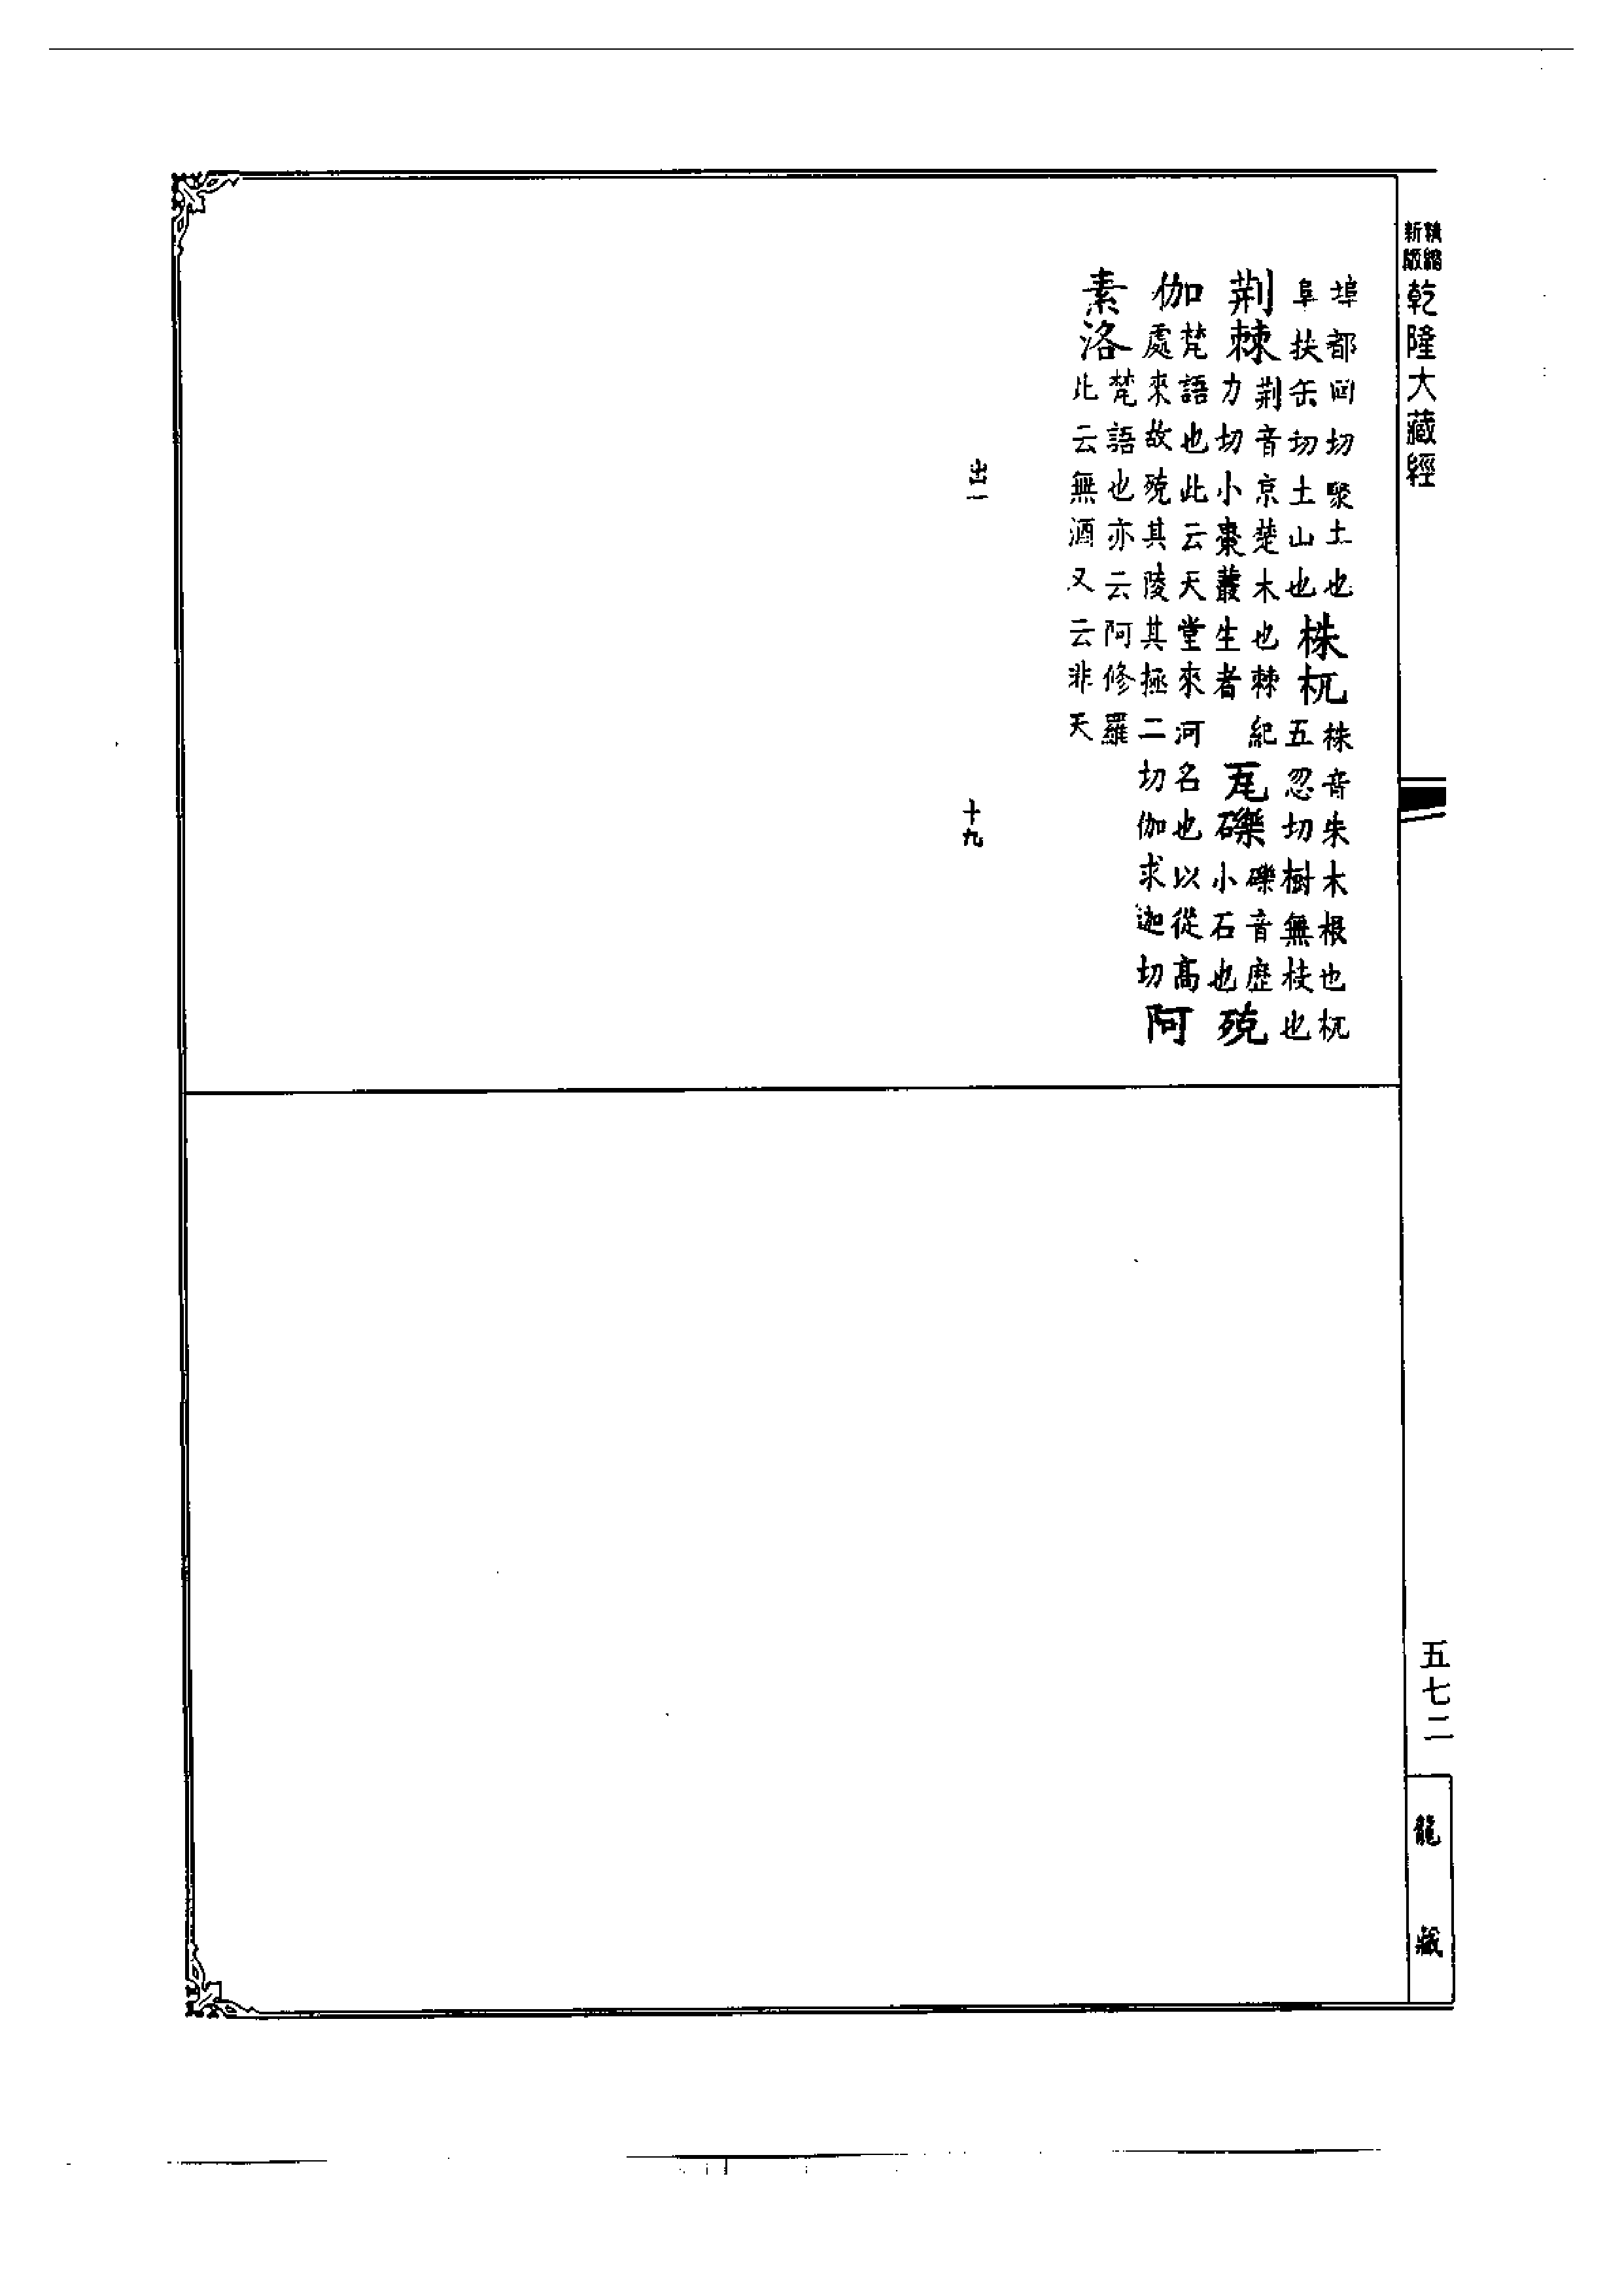 新版精縮乾隆大藏經
埠都回切聚土也
阜扶缶切土山也
株杌
株音朱木根也杌
五忽切樹無枝也
荊棘
荊音京楚木也棘紀
力切小棗叢生者
瓦礫
礫音歷
小石也
殑
伽
梵語也此云天堂來河名也以從高
處來故殑其陵其拯二切伽求迦切
阿
素洛
梵語也亦云阿修羅
此云無酒又云非天
出一
十九
五七二
龍藏